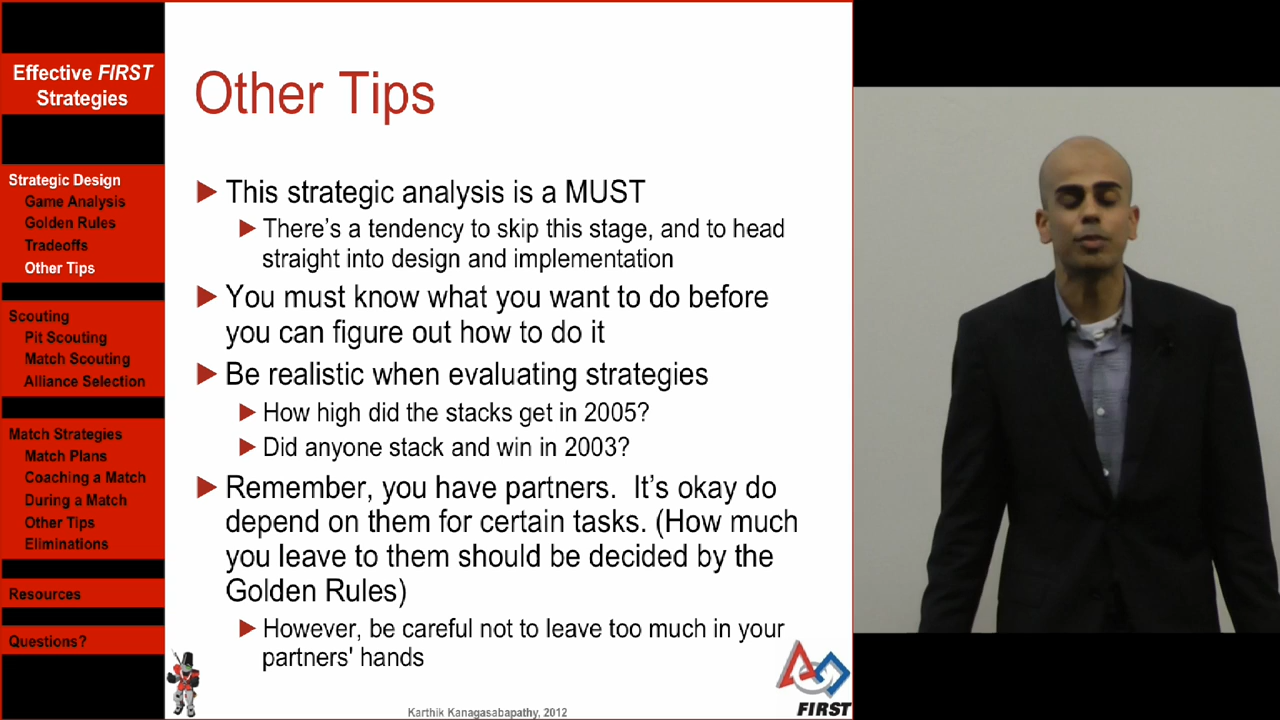 Effective FIRST
Strategies
Strategic Design
Game Analysis
Golden Rules
Tradeoffs
Other Tips
Scouting
Pit Scouting
Match Scouting
Alliance Selection
Match Strategies
Match Plans
Coaching a Match
During a Match
Other Tips
Eliminations
Resources
Questions?
Other Tips
This strategic analysis is a MUST
There's a tendency to skip this stage, and to head
straight into design and implementation
You must know what you want to do before
you can figure out how to do it
Be realistic when evaluating strategies
How high did the stacks get in 2005?
Did anyone stack and win in 2003?
Remember, you have partners. It's okay do
depend on them for certain tasks. (How much
you leave to them should be decided by the
Golden Rules)
However, be careful not to leave too much in your
partners' hands
Karthik Kanagasabapathy, 2012
FIRST